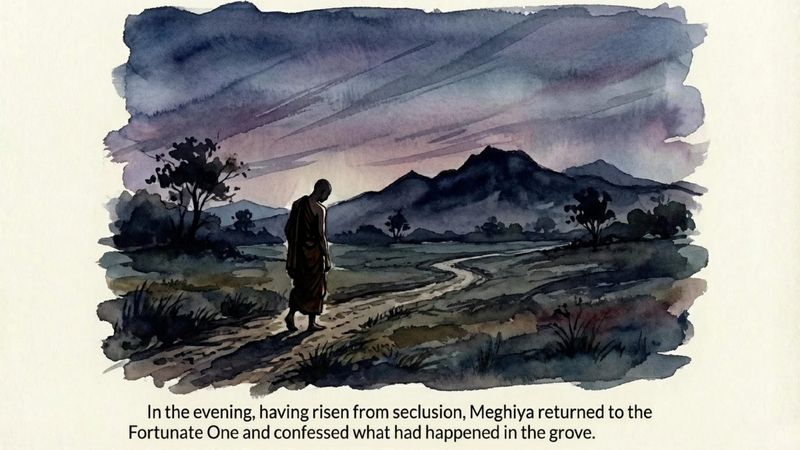 In the evening, having risen from seclusion, Meghiya returned to the
Fortunate One and confessed what had happened in the grove.